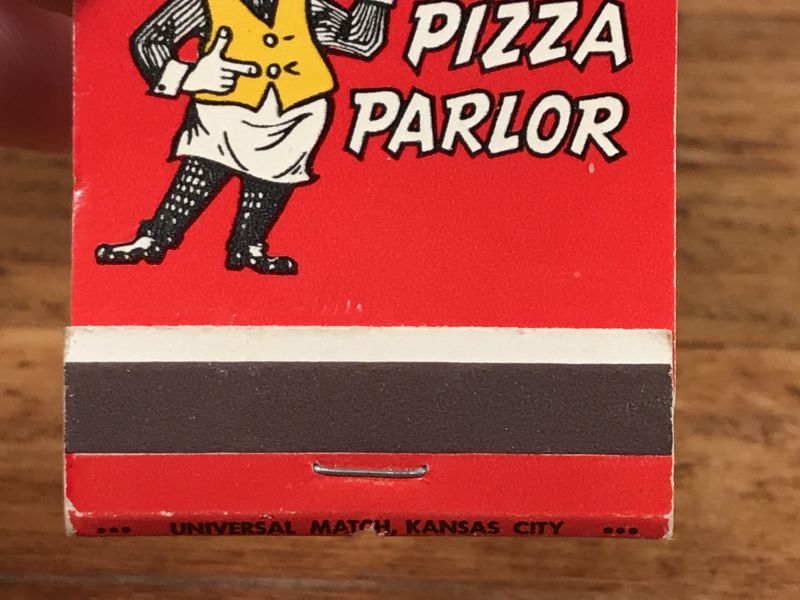 PIZZA
PARLOR
••• UNIVERSAL MATCH, KANSAS CITY •••